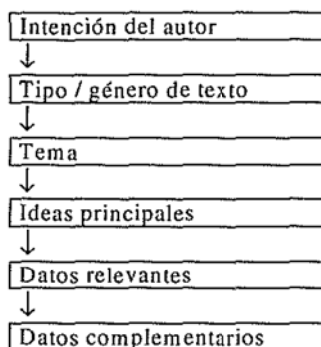 Intención del autor
↓
Tipo / género de texto
↓
Tema
↓
Ideas principales
↓
Datos relevantes
↓
Datos complementarios